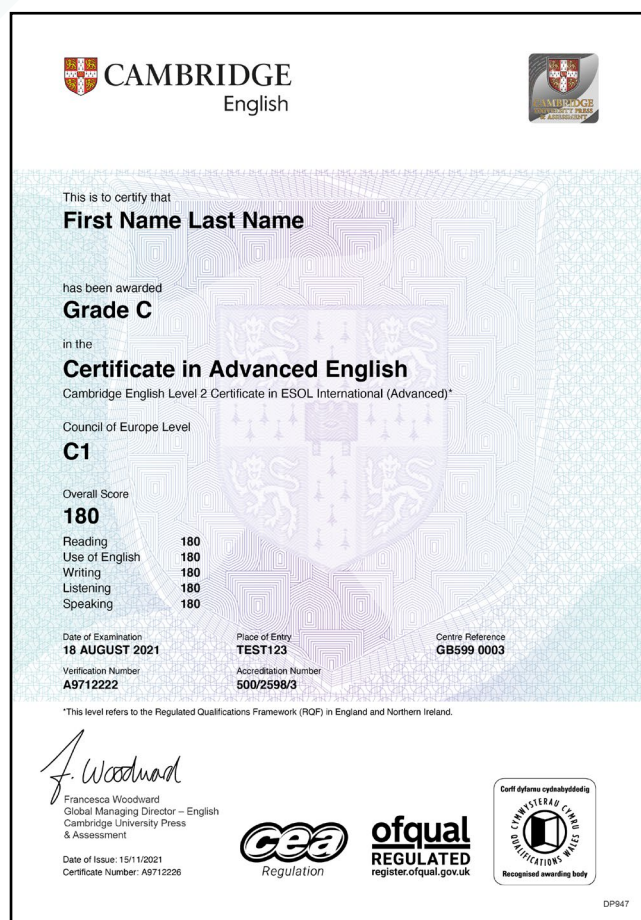 CAMBRIDGE
English
CAMBRIDGE
UNIVERSITY PRESS
& ASSESSMENT
This is to certify that
First Name Last Name
has been awarded
Grade C
in the
Certificate in Advanced English
Cambridge English Level 2 Certificate in ESOL International (Advanced)*
Council of Europe Level
C1
Overall Score
180
Reading 180
Use of English 180
Writing 180
Listening 180
Speaking 180
Date of Examination Place of Entry Centre Reference
18 AUGUST 2021 TEST123 GB599 0003
Verification Number Accreditation Number
A9712222 500/2598/3
*This level refers to the Regulated Qualifications Framework (RQF) in England and Northern Ireland.
F. Woodward
Francesca Woodward
Global Managing Director – English
Cambridge University Press
& Assessment
Date of Issue: 15/11/2021
Certificate Number: A9712226
cea
Regulation
ofqual
REGULATED
register.ofqual.gov.uk
Corff dyfarnu cydnabyddedig
CYMWYSTERAU CYMRU
QUALIFICATIONS WALES
Recognised awarding body
DP947